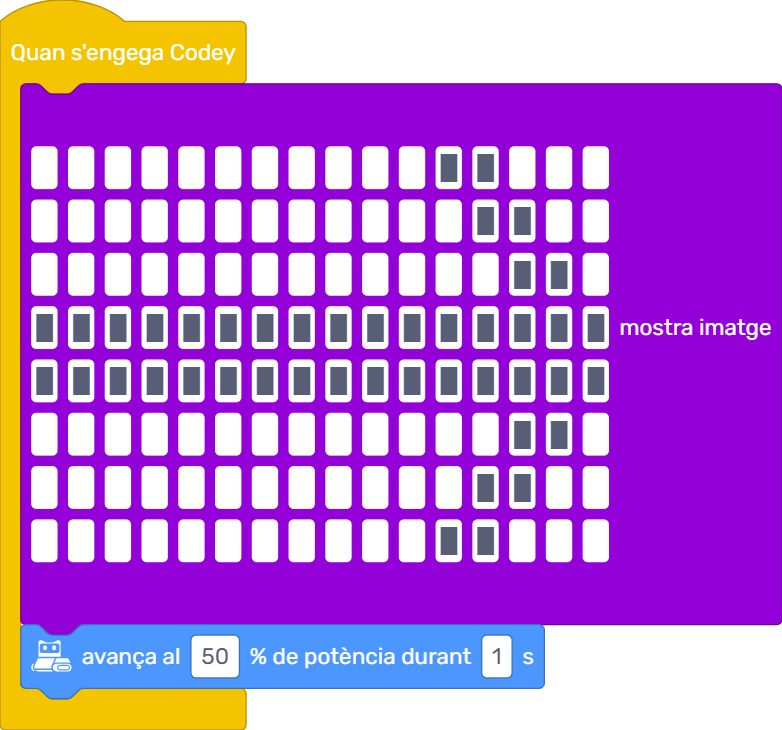 Quan s'engega Codey
mostra imatge
avança al 50 % de potència durant 1 s